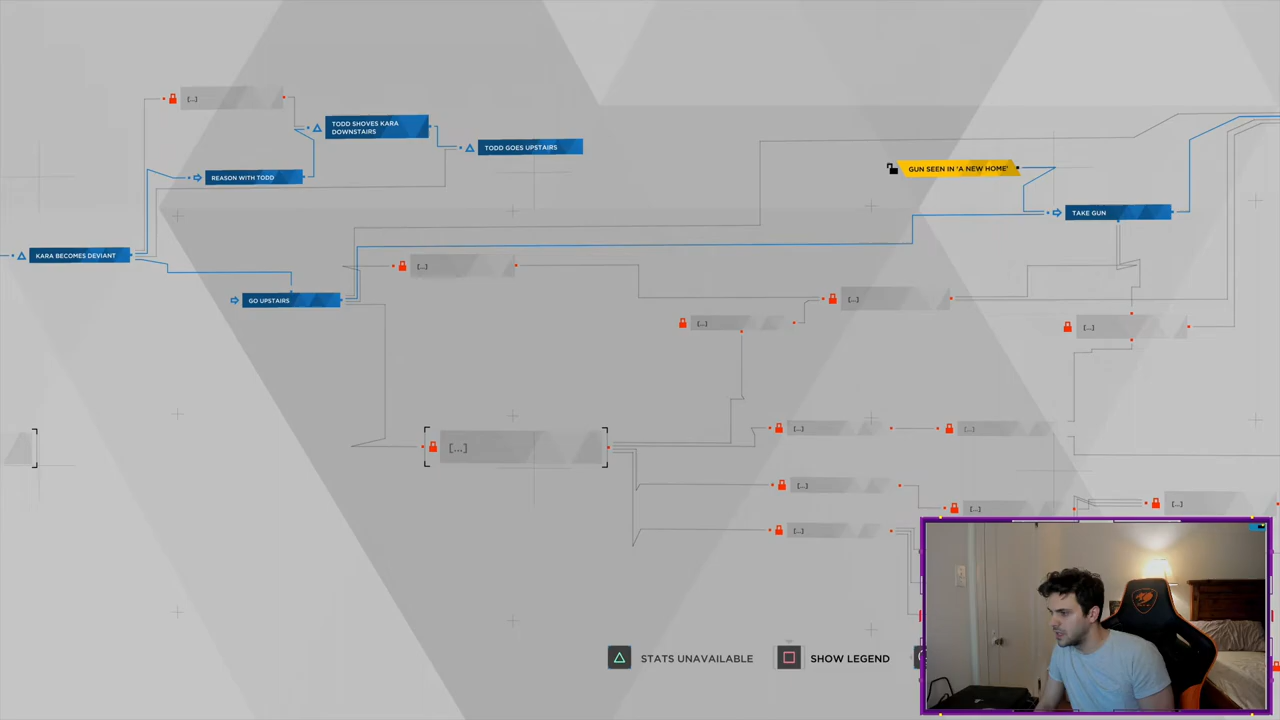 [...]
TODD SHOVES KARA
DOWNSTAIRS
TODD GOES UPSTAIRS
REASON WITH TODD
GUN SEEN IN 'A NEW HOME'
TAKE GUN
KARA BECOMES DEVIANT
[...]
GO UPSTAIRS
[...]
[...]
[...]
[...]
[...]
[...]
[...]
[...]
[...]
[...]
STATS UNAVAILABLE
SHOW LEGEND